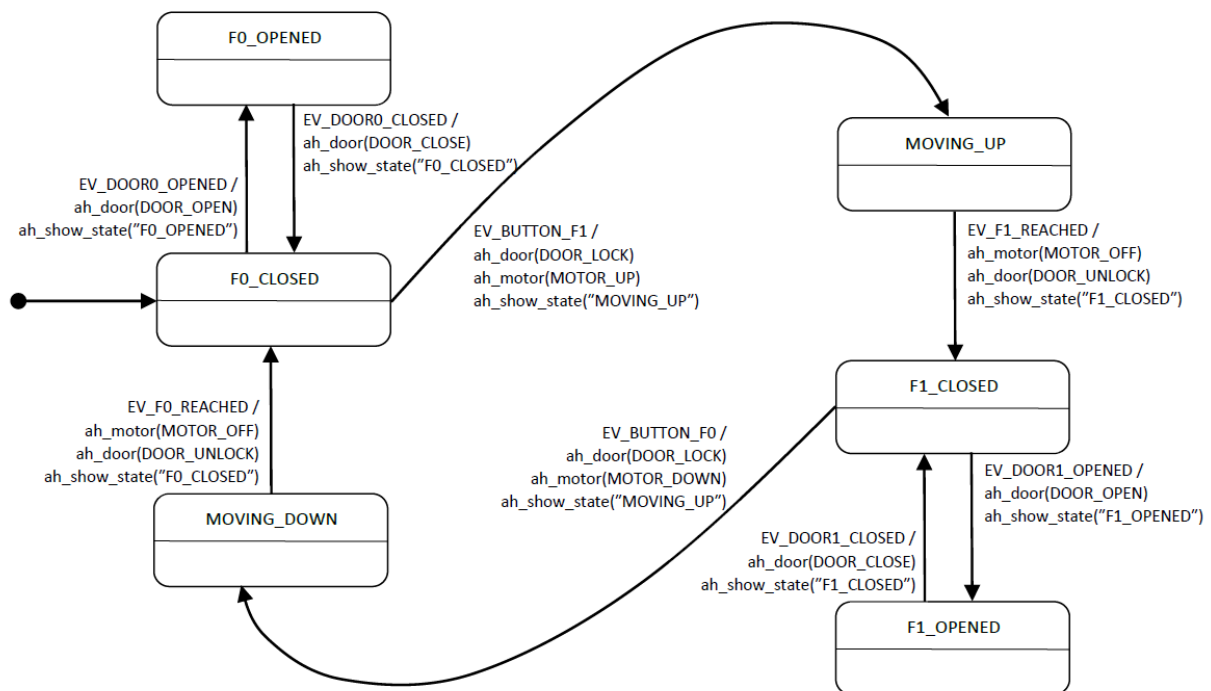 F0_OPENED
EV_DOOR0_CLOSED /
ah_door(DOOR_CLOSE)
ah_show_state(”F0_CLOSED”)
EV_DOOR0_OPENED /
ah_door(DOOR_OPEN)
ah_show_state(”F0_OPENED”)
F0_CLOSED
EV_BUTTON_F1 /
ah_door(DOOR_LOCK)
ah_motor(MOTOR_UP)
ah_show_state(”MOVING_UP”)
MOVING_UP
EV_F1_REACHED /
ah_motor(MOTOR_OFF)
ah_door(DOOR_UNLOCK)
ah_show_state(”F1_CLOSED”)
F1_CLOSED
EV_F0_REACHED /
ah_motor(MOTOR_OFF)
ah_door(DOOR_UNLOCK)
ah_show_state(”F0_CLOSED”)
MOVING_DOWN
EV_BUTTON_F0 /
ah_door(DOOR_LOCK)
ah_motor(MOTOR_DOWN)
ah_show_state(”MOVING_UP”)
EV_DOOR1_OPENED /
ah_door(DOOR_OPEN)
ah_show_state(”F1_OPENED”)
EV_DOOR1_CLOSED /
ah_door(DOOR_CLOSE)
ah_show_state(”F1_CLOSED”)
F1_OPENED